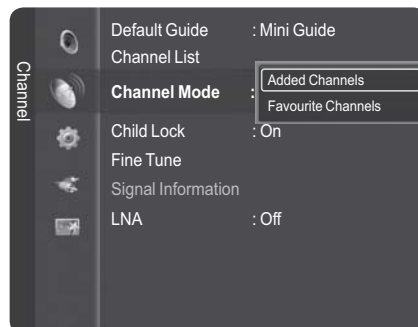 Channel
Default Guide : Mini Guide
Channel List
Channel Mode :
Added Channels
Favourite Channels
Child Lock : On
Fine Tune
Signal Information
LNA : Off